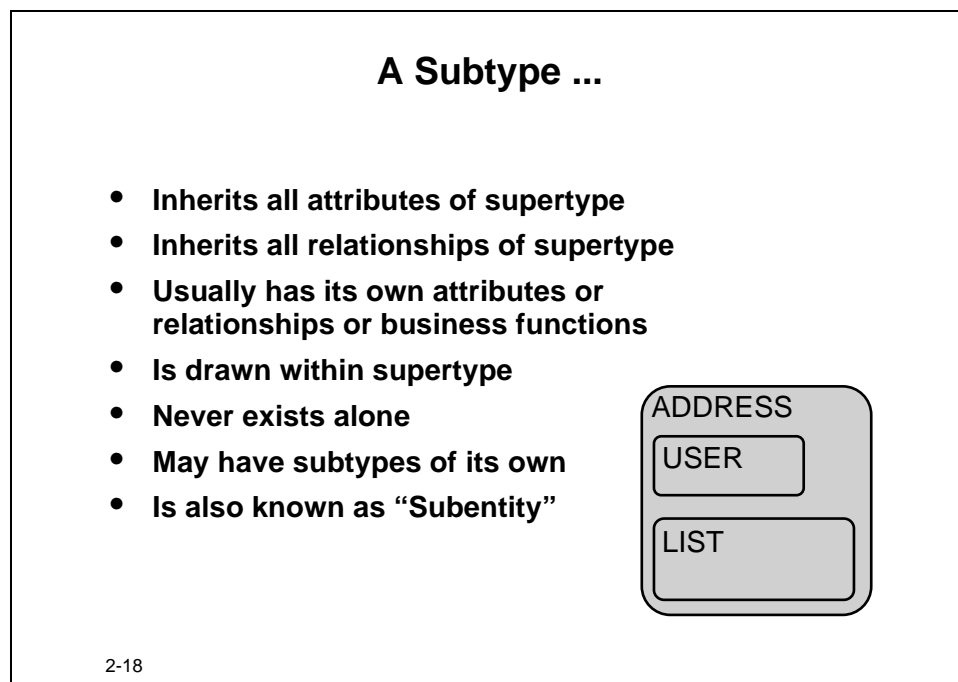 A Subtype ...
• Inherits all attributes of supertype
• Inherits all relationships of supertype
• Usually has its own attributes or
relationships or business functions
• Is drawn within supertype
• Never exists alone
• May have subtypes of its own
• Is also known as “Subentity”
ADDRESS
USER
LIST
2-18